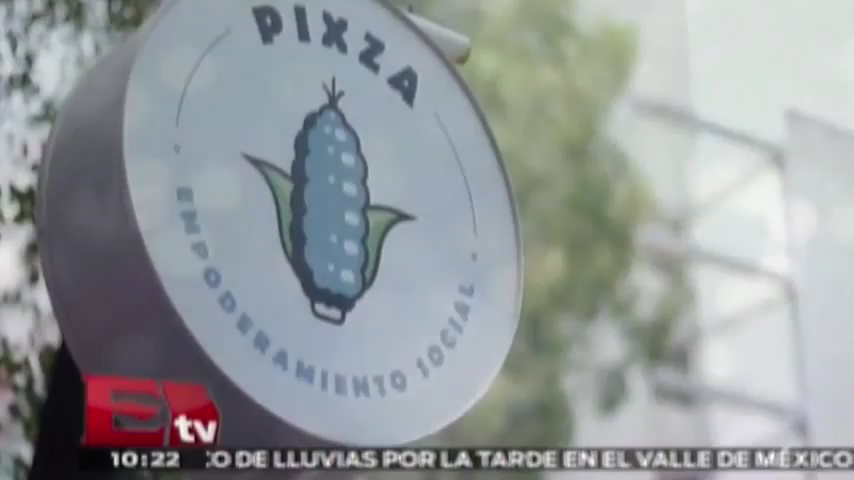 PIXZA
EMPODERAMIENTO SOCIAL
tv
10:22 :O DE LLUVIAS POR LA TARDE EN EL VALLE DE MÉXICO